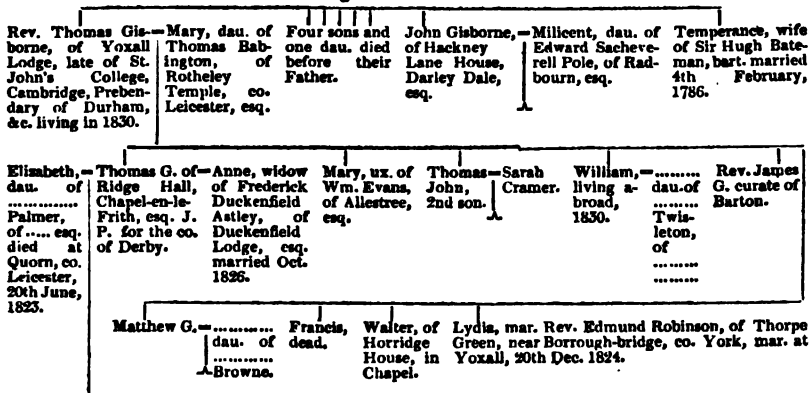 Rev. Thomas Gis-
borne, of Yoxall
Lodge, late of St.
John's College,
Cambridge, Preben-
dary of Durham,
&c. living in 1830.
Mary, dau. of
Thomas Bab-
ington, of
Rotheley
Temple, co.
Leicester, esq.
Four sons and
one dau. died
before their
Father.
John Gisborne,
of Hackney
Lane House,
Darley Dale,
esq.
Milicent, dau. of
Edward Sacheve-
rell Pole, of Rad-
bourn, esq.
Temperance, wife
of Sir Hugh Bate-
man, bart. married
4th February,
1786.
Elizabeth,
dau. of
...............
Palmer,
of ..... esq.
died at
Quorn, co.
Leicester,
20th June,
1823.
Thomas G. of
Ridge Hall,
Chapel-en-le-
Frith, esq. J.
P. for the co.
of Derby.
Anne, widow
of Frederick
Duckenfield
Astley, of
Duckenfield
Lodge, esq.
married Oct.
1826.
Mary, ux. of
Wm. Evans,
of Allestree,
esq.
Thomas
John,
2nd son.
Sarah
Cramer.
William,
living a-
broad,
1830.
.........
dau. of
.........
Twis-
leton,
of
.........
.........
Rev. James
G. curate of
Barton.
Matthew G.
............
dau. of
............
Browne.
Francis,
dead.
Walter, of
Horridge
House, in
Chapel.
Lydia, mar. Rev. Edmund Robinson, of Thorpe
Green, near Borrough-bridge, co. York, mar. at
Yoxall, 20th Dec. 1824.